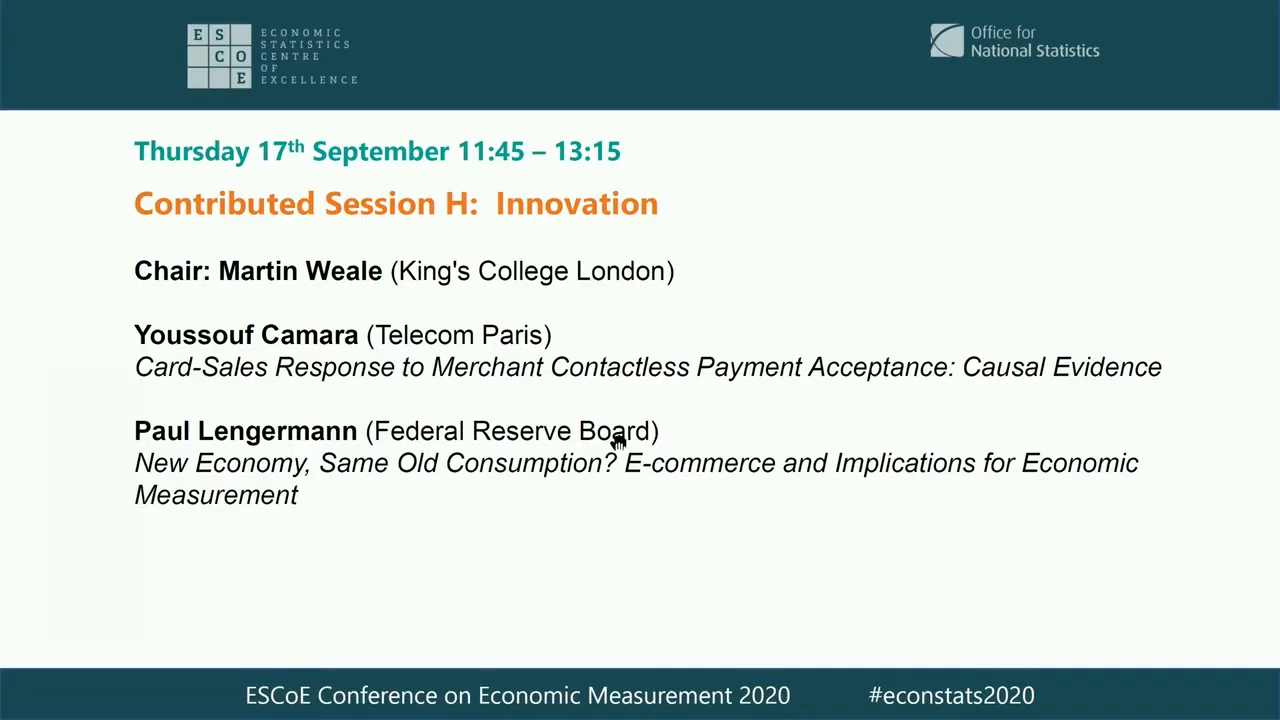 E S
C O
E
ECONOMIC
STATISTICS
CENTRE
OF
EXCELLENCE
Office for
National Statistics
Thursday 17th September 11:45 – 13:15
Contributed Session H: Innovation
Chair: Martin Weale (King's College London)
Youssouf Camara (Telecom Paris)
Card-Sales Response to Merchant Contactless Payment Acceptance: Causal Evidence
Paul Lengermann (Federal Reserve Board)
New Economy, Same Old Consumption? E-commerce and Implications for Economic
Measurement
ESCoE Conference on Economic Measurement 2020
#econstats2020